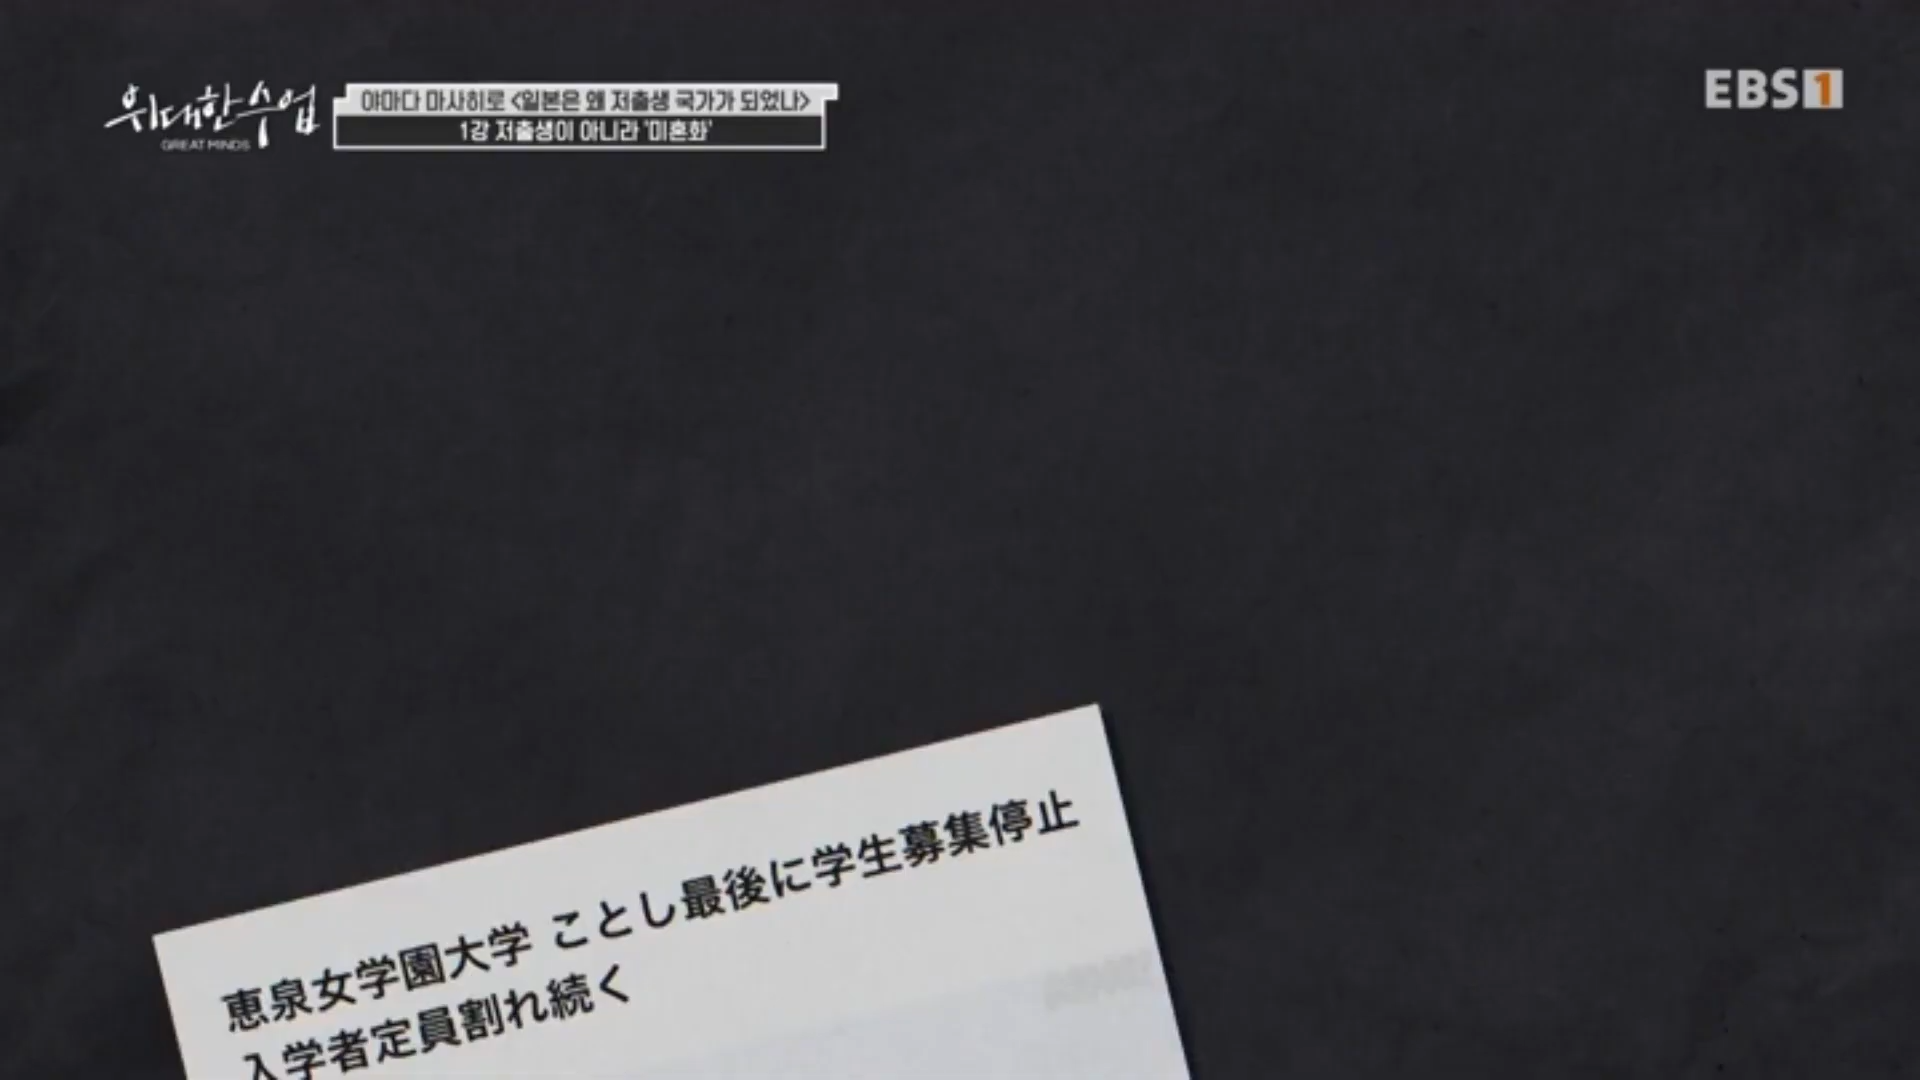 위대한수업
GREAT MINDS
야마다 마사히로 <일본은 왜 저출생 국가가 되었나>
1강 저출생이 아니라 '미혼화'
EBS1
恵泉女学園大学 ことし最後に学生募集停止
入学者定員割れ続く